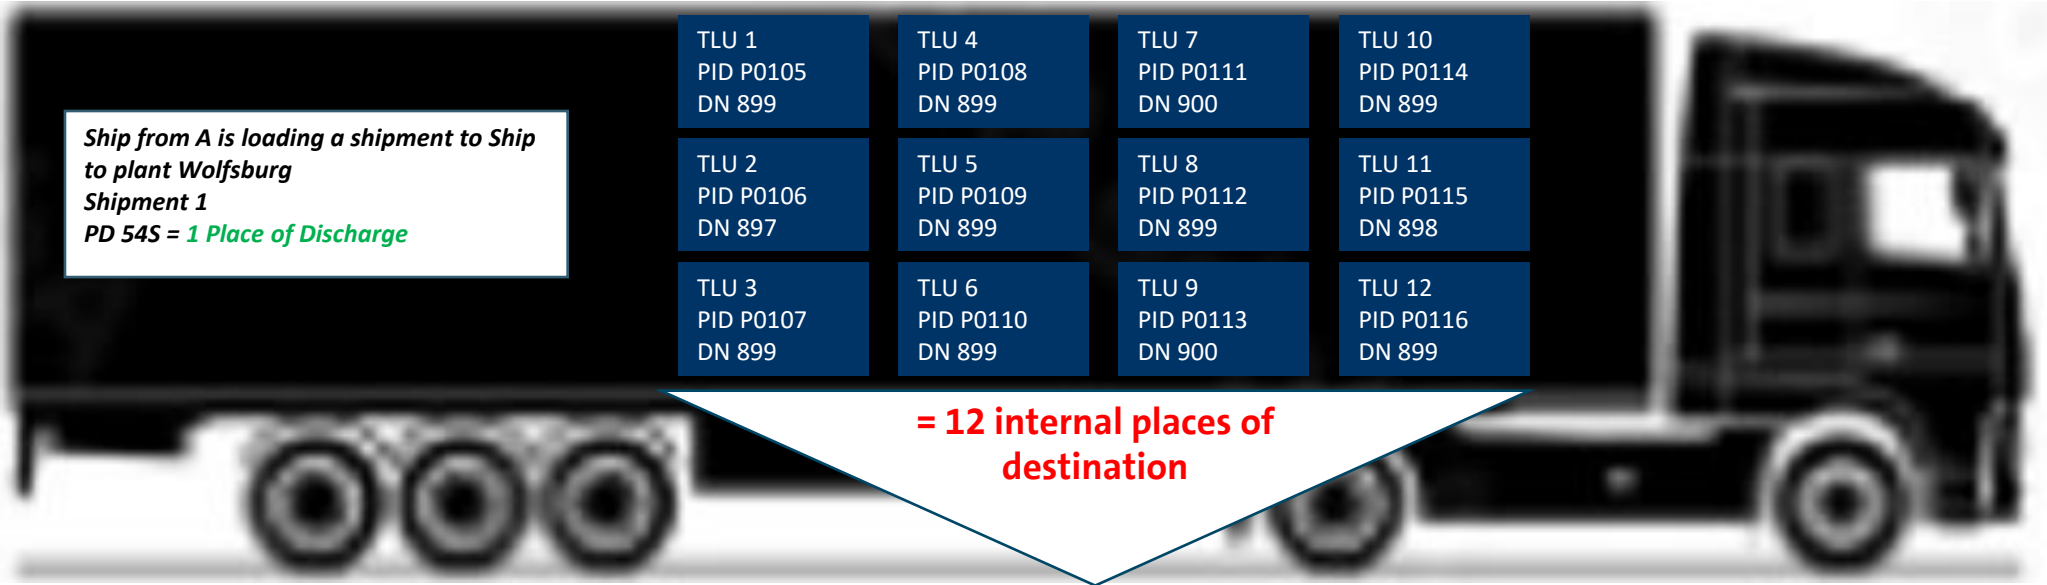 Ship from A is loading a shipment to Ship
to plant Wolfsburg
Shipment 1
PD 54S = 1 Place of Discharge
TLU 1
PID P0105
DN 899
TLU 4
PID P0108
DN 899
TLU 7
PID P0111
DN 900
TLU 10
PID P0114
DN 899
TLU 2
PID P0106
DN 897
TLU 5
PID P0109
DN 899
TLU 8
PID P0112
DN 899
TLU 11
PID P0115
DN 898
TLU 3
PID P0107
DN 899
TLU 6
PID P0110
DN 899
TLU 9
PID P0113
DN 900
TLU 12
PID P0116
DN 899
= 12 internal places of
destination